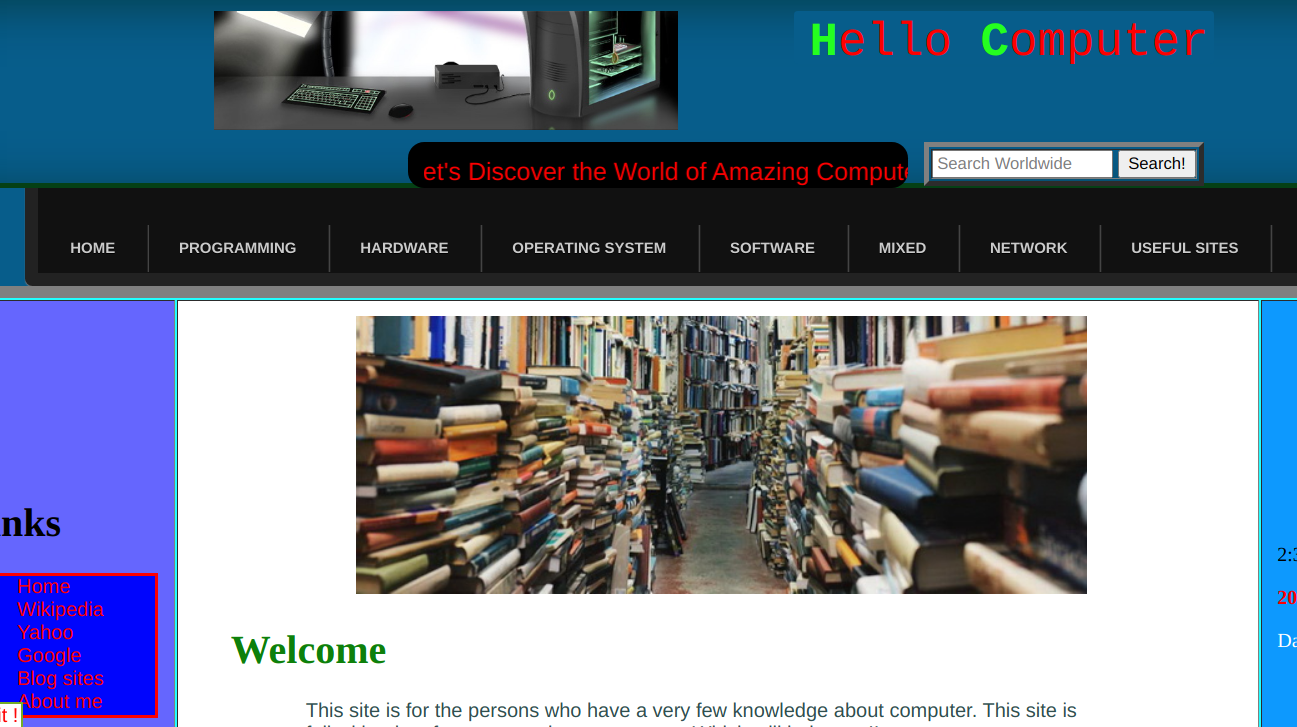 Hello Computer
et's Discover the World of Amazing Compute
Search Worldwide Search!
HOME PROGRAMMING HARDWARE OPERATING SYSTEM SOFTWARE MIXED NETWORK USEFUL SITES
nks
Home
Wikipedia
Yahoo
Google
Blog sites
About me
it !
2:3
20
Da
Welcome
This site is for the persons who have a very few knowledge about computer. This site is